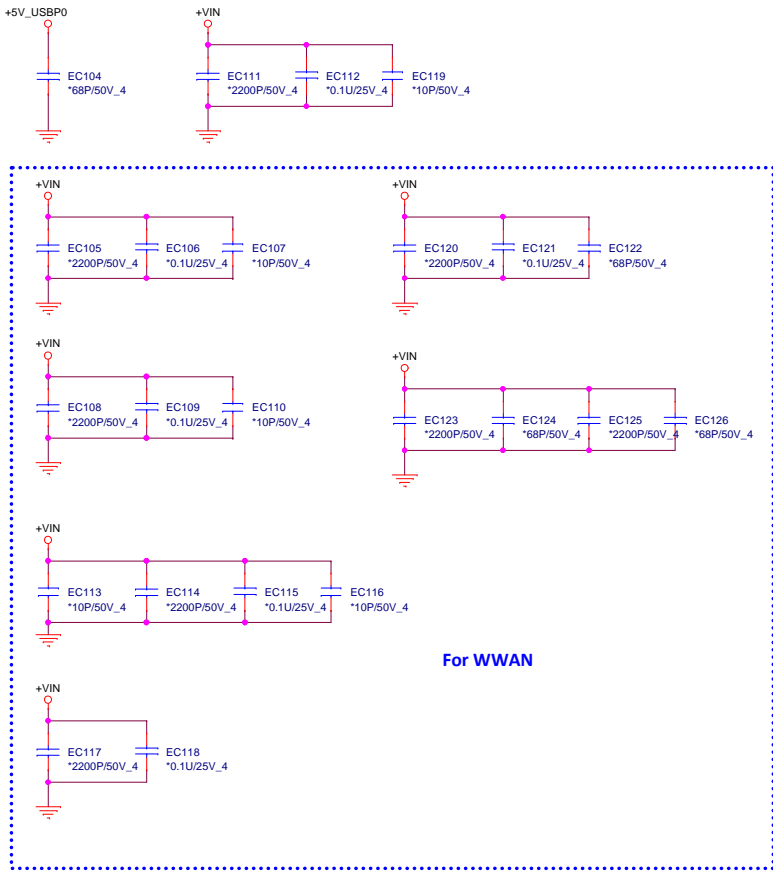 +5V_USBP0
EC104
*68P/50V_4
+VIN
EC111
*2200P/50V_4
EC112
*0.1U/25V_4
EC119
*10P/50V_4
+VIN
EC105
*2200P/50V_4
EC106
*0.1U/25V_4
EC107
*10P/50V_4
+VIN
EC120
*2200P/50V_4
EC121
*0.1U/25V_4
EC122
*68P/50V_4
+VIN
EC108
*2200P/50V_4
EC109
*0.1U/25V_4
EC110
*10P/50V_4
+VIN
EC123
*2200P/50V_4
EC124
*68P/50V_4
EC125
*2200P/50V_4
EC126
*68P/50V_4
+VIN
EC113
*10P/50V_4
EC114
*2200P/50V_4
EC115
*0.1U/25V_4
EC116
*10P/50V_4
For WWAN
+VIN
EC117
*2200P/50V_4
EC118
*0.1U/25V_4